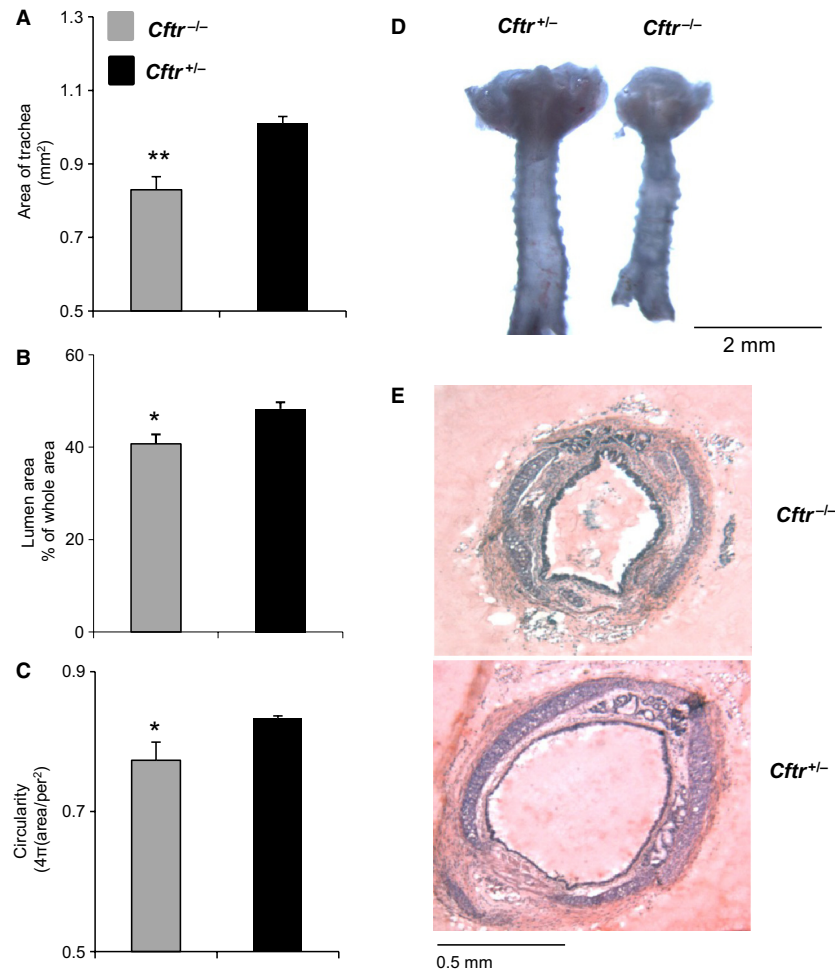 A
1.3
1.1
0.9
0.7
0.5
Area of trachea
(mm²)
Cftr⁻/⁻
Cftr⁺/⁻
**
B
60
40
20
0
Lumen area
% of whole area
*
C
0.9
0.7
0.5
Circularity
(4π(area/per²)
*
D
Cftr⁺/⁻ Cftr⁻/⁻
2 mm
E
Cftr⁻/⁻
Cftr⁺/⁻
0.5 mm